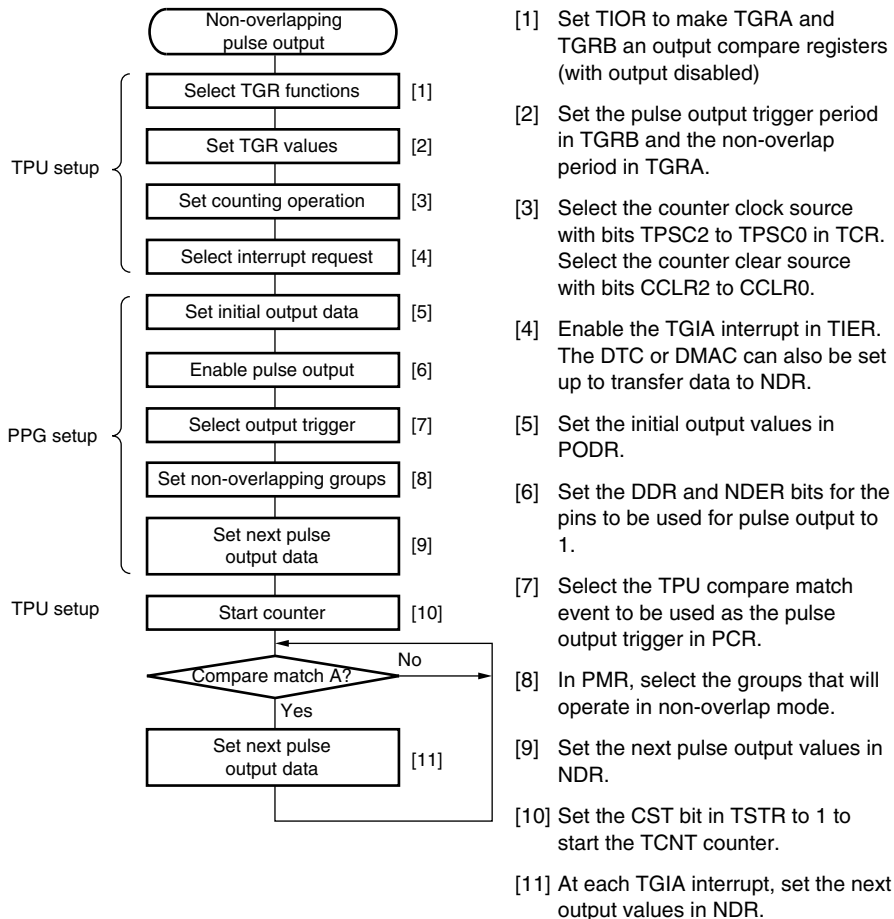 Non-overlapping
pulse output
TPU setup
Select TGR functions
[1]
Set TGR values
[2]
Set counting operation
[3]
Select interrupt request
[4]
PPG setup
Set initial output data
[5]
Enable pulse output
[6]
Select output trigger
[7]
Set non-overlapping groups
[8]
Set next pulse
output data
[9]
TPU setup
Start counter
[10]
Compare match A?
No
Yes
Set next pulse
output data
[11]
[1] Set TIOR to make TGRA and
TGRB an output compare registers
(with output disabled)
[2] Set the pulse output trigger period
in TGRB and the non-overlap
period in TGRA.
[3] Select the counter clock source
with bits TPSC2 to TPSC0 in TCR.
Select the counter clear source
with bits CCLR2 to CCLR0.
[4] Enable the TGIA interrupt in TIER.
The DTC or DMAC can also be set
up to transfer data to NDR.
[5] Set the initial output values in
PODR.
[6] Set the DDR and NDER bits for the
pins to be used for pulse output to
1.
[7] Select the TPU compare match
event to be used as the pulse
output trigger in PCR.
[8] In PMR, select the groups that will
operate in non-overlap mode.
[9] Set the next pulse output values in
NDR.
[10] Set the CST bit in TSTR to 1 to
start the TCNT counter.
[11] At each TGIA interrupt, set the next
output values in NDR.